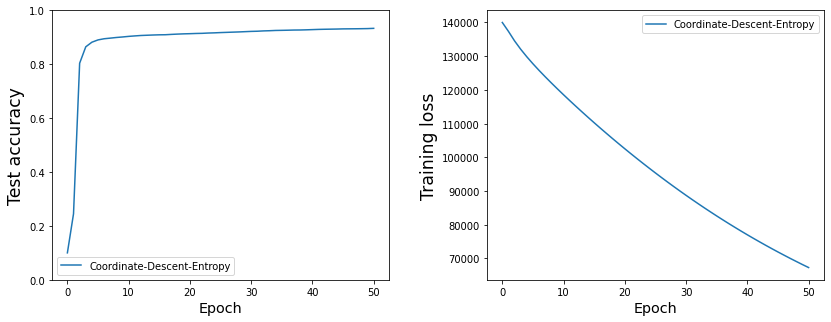 Test accuracy
1.0
0.8
0.6
0.4
0.2
0.0
Coordinate-Descent-Entropy
0 10 20 30 40 50
Epoch
Training loss
140000
130000
120000
110000
100000
90000
80000
70000
Coordinate-Descent-Entropy
0 10 20 30 40 50
Epoch